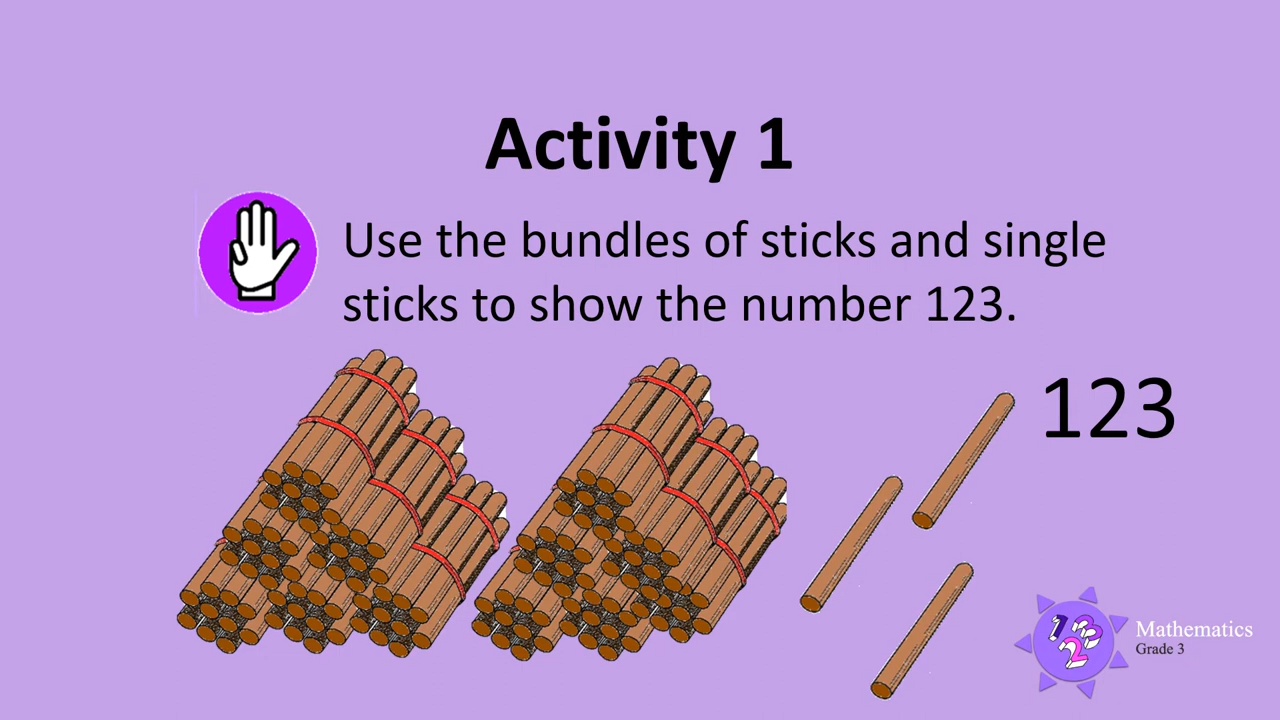 Activity 1
Use the bundles of sticks and single
sticks to show the number 123.
123
123
Mathematics
Grade 3